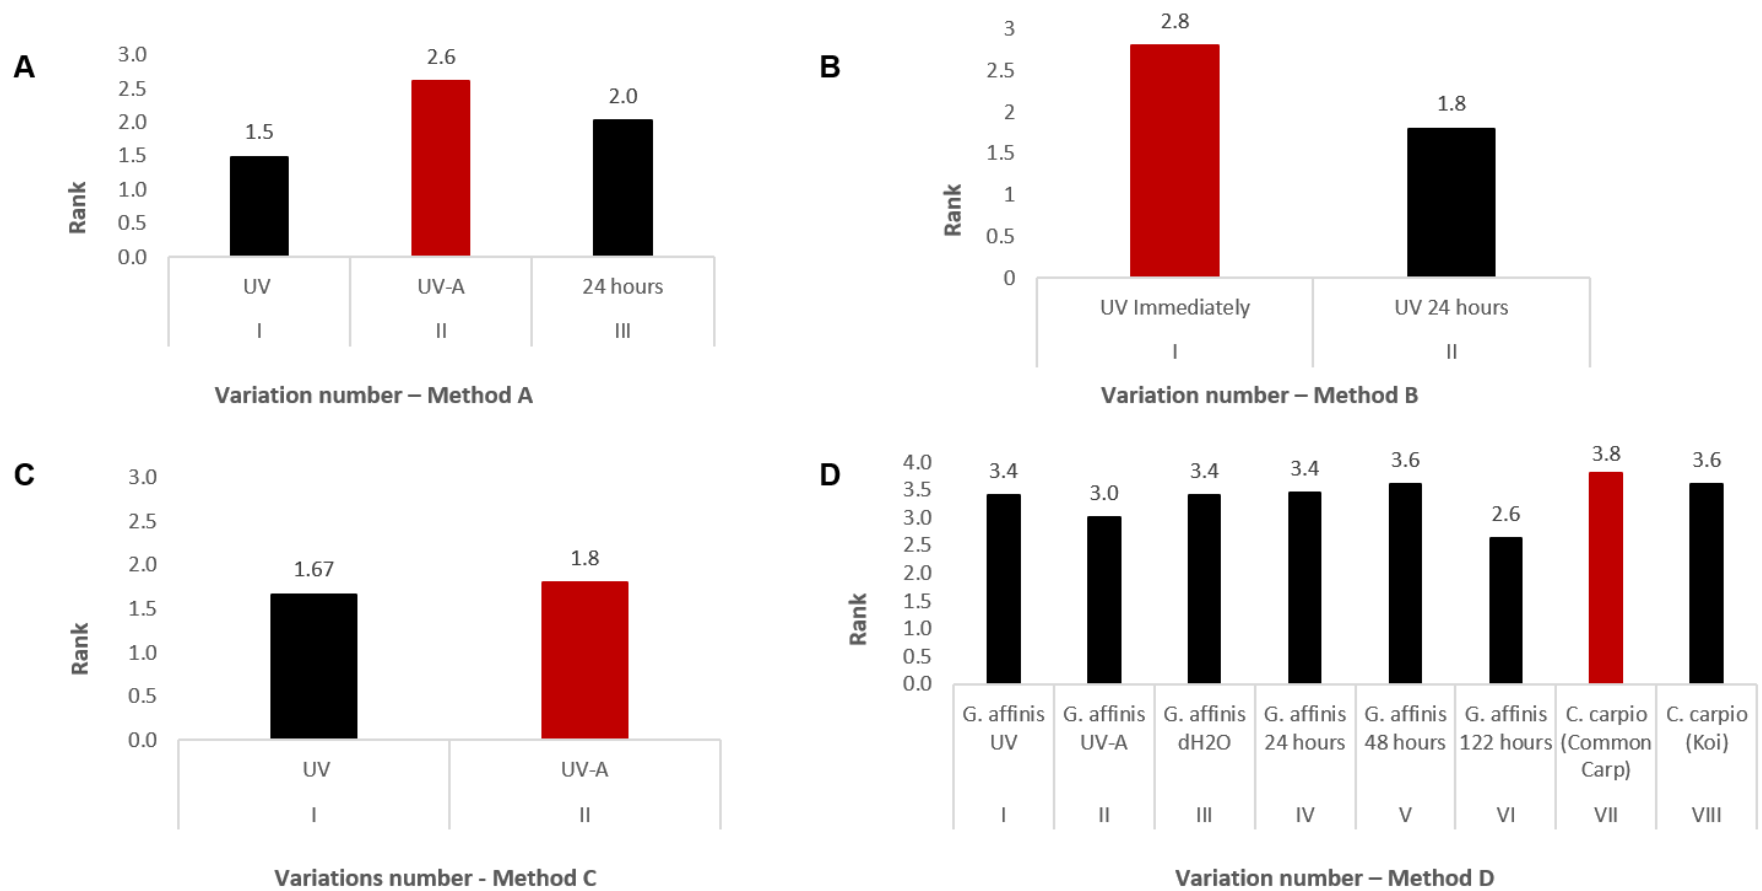 A
3.0
2.5
2.0
1.5
1.0
0.5
0.0
Rank
1.5
2.6
2.0
UV
UV-A
24 hours
I
II
III
Variation number – Method A
B
3
2.5
2
1.5
1
0.5
0
Rank
2.8
1.8
UV Immediately
UV 24 hours
I
II
Variation number – Method B
C
3.0
2.5
2.0
1.5
1.0
0.5
0.0
Rank
1.67
1.8
UV
UV-A
I
II
Variations number - Method C
D
4.0
3.5
3.0
2.5
2.0
1.5
1.0
0.5
0.0
Rank
3.4
3.0
3.4
3.4
3.6
2.6
3.8
3.6
G. affinis
UV
G. affinis
UV-A
G. affinis
dH2O
G. affinis
24 hours
G. affinis
48 hours
G. affinis
122 hours
C. carpio
(Common
Carp)
C. carpio
(Koi)
I
II
III
IV
V
VI
VII
VIII
Variation number – Method D